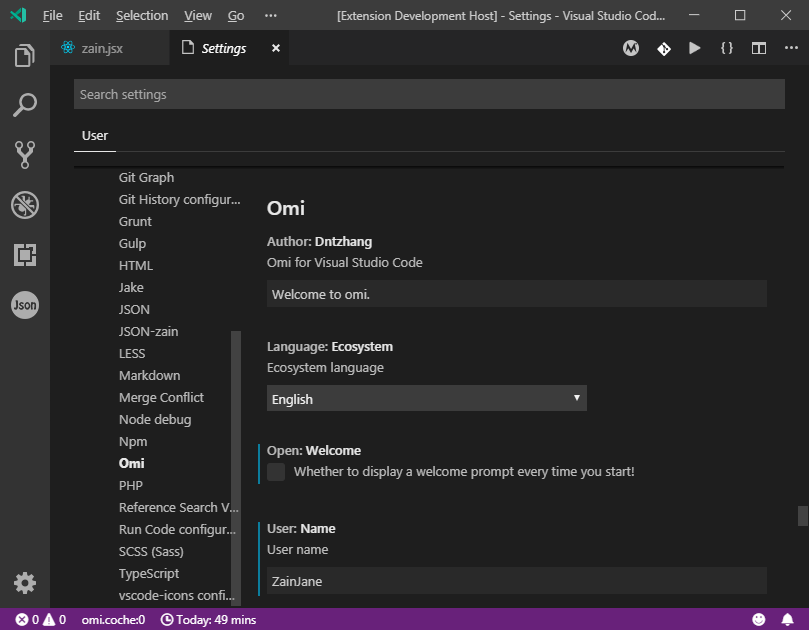 File Edit Selection View Go ··· [Extension Development Host] - Settings - Visual Studio Cod...
zain.jsx Settings
Search settings
User
Git Graph
Git History configur...
Grunt
Gulp
HTML
Jake
JSON
JSON-zain
LESS
Markdown
Merge Conflict
Node debug
Npm
Omi
PHP
Reference Search V...
Run Code configur...
SCSS (Sass)
TypeScript
vscode-icons confi...
Omi
Author: Dntzhang
Omi for Visual Studio Code
Welcome to omi.
Language: Ecosystem
Ecosystem language
English
Open: Welcome
Whether to display a welcome prompt every time you start!
User: Name
User name
ZainJane
Json
0 0 omi.coche:0 Today: 49 mins